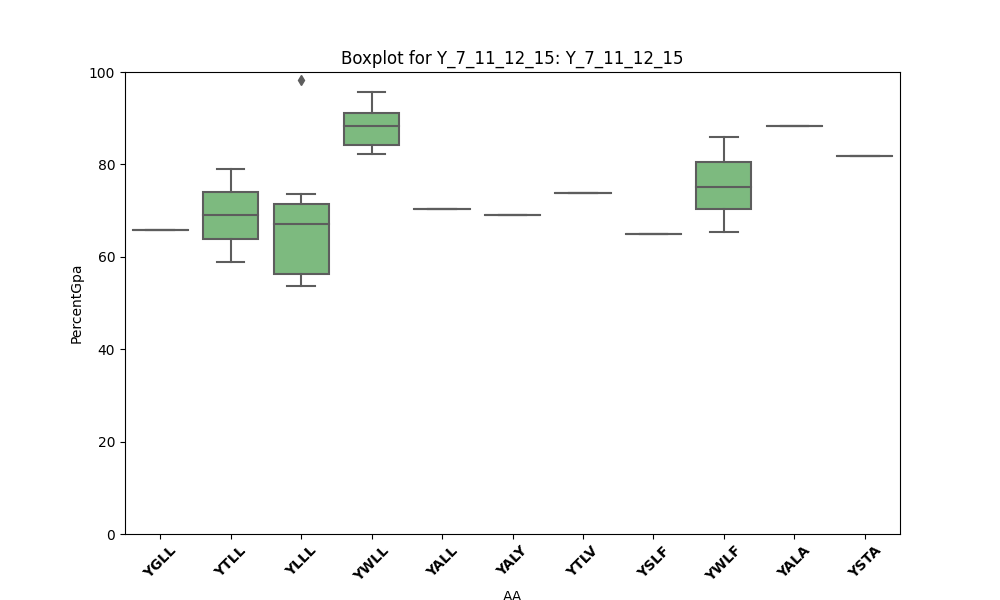 Boxplot for Y_7_11_12_15: Y_7_11_12_15
100
80
60
40
20
0
PercentGpa
YGLL YTLL YLLL YWLL YALL YALY YTLV YSLF YWLF YALA YSTA
AA